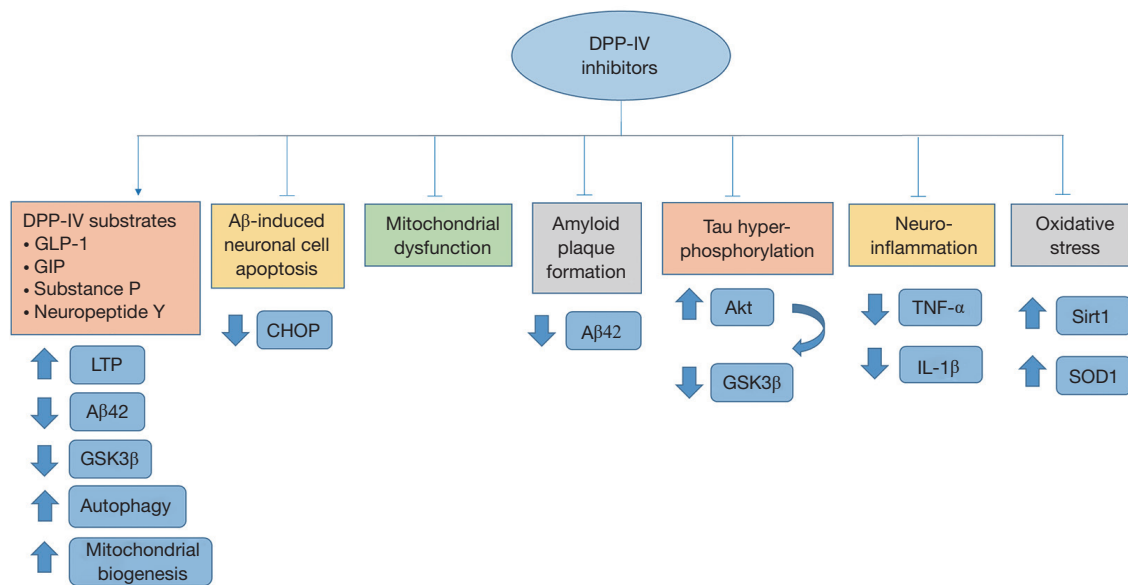 DPP-IV
inhibitors
DPP-IV substrates
• GLP-1
• GIP
• Substance P
• Neuropeptide Y
LTP
Aβ42
GSK3β
Autophagy
Mitochondrial
biogenesis
Aβ-induced
neuronal cell
apoptosis
CHOP
Mitochondrial
dysfunction
Amyloid
plaque
formation
Aβ42
Tau hyper-
phosphorylation
Akt
GSK3β
Neuro-
inflammation
TNF-α
IL-1β
Oxidative
stress
Sirt1
SOD1